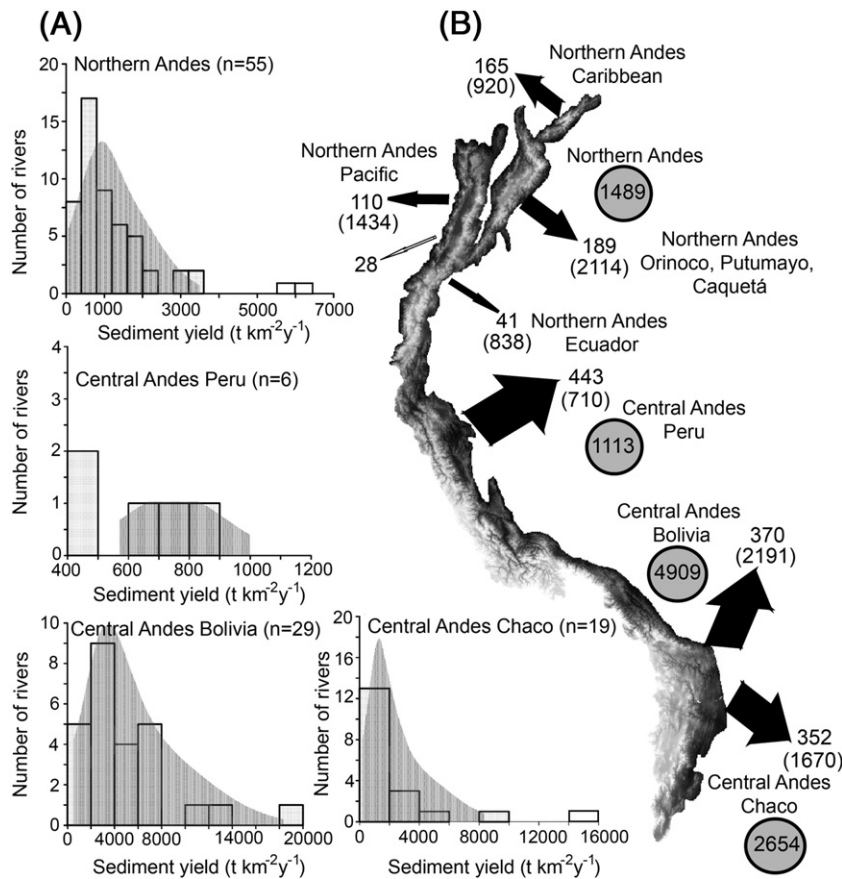 (A)
Northern Andes (n=55)
20
15
10
5
0
Number of rivers
0 1000 3000 5000 7000
Sediment yield (t km⁻²y⁻¹)
Central Andes Peru (n=6)
4
3
2
1
0
Number of rivers
400 600 800 1000 1200
Sediment yield (t km⁻²y⁻¹)
Central Andes Bolivia (n=29)
10
8
6
4
2
0
Number of rivers
0 4000 8000 14000 20000
Sediment yield (t km⁻²y⁻¹)
Central Andes Chaco (n=19)
20
16
12
8
4
0
Number of rivers
0 4000 8000 12000 16000
Sediment yield (t km⁻²y⁻¹)
(B)
Northern Andes
Caribbean
165
(920)
Northern Andes
1489
Northern Andes
Pacific
110
(1434)
28
189
(2114)
Northern Andes
Orinoco, Putumayo,
Caquetá
41
(838)
Northern Andes
Ecuador
443
(710)
Central Andes
Peru
1113
Central Andes
Bolivia
4909
370
(2191)
352
(1670)
Central Andes
Chaco
2654